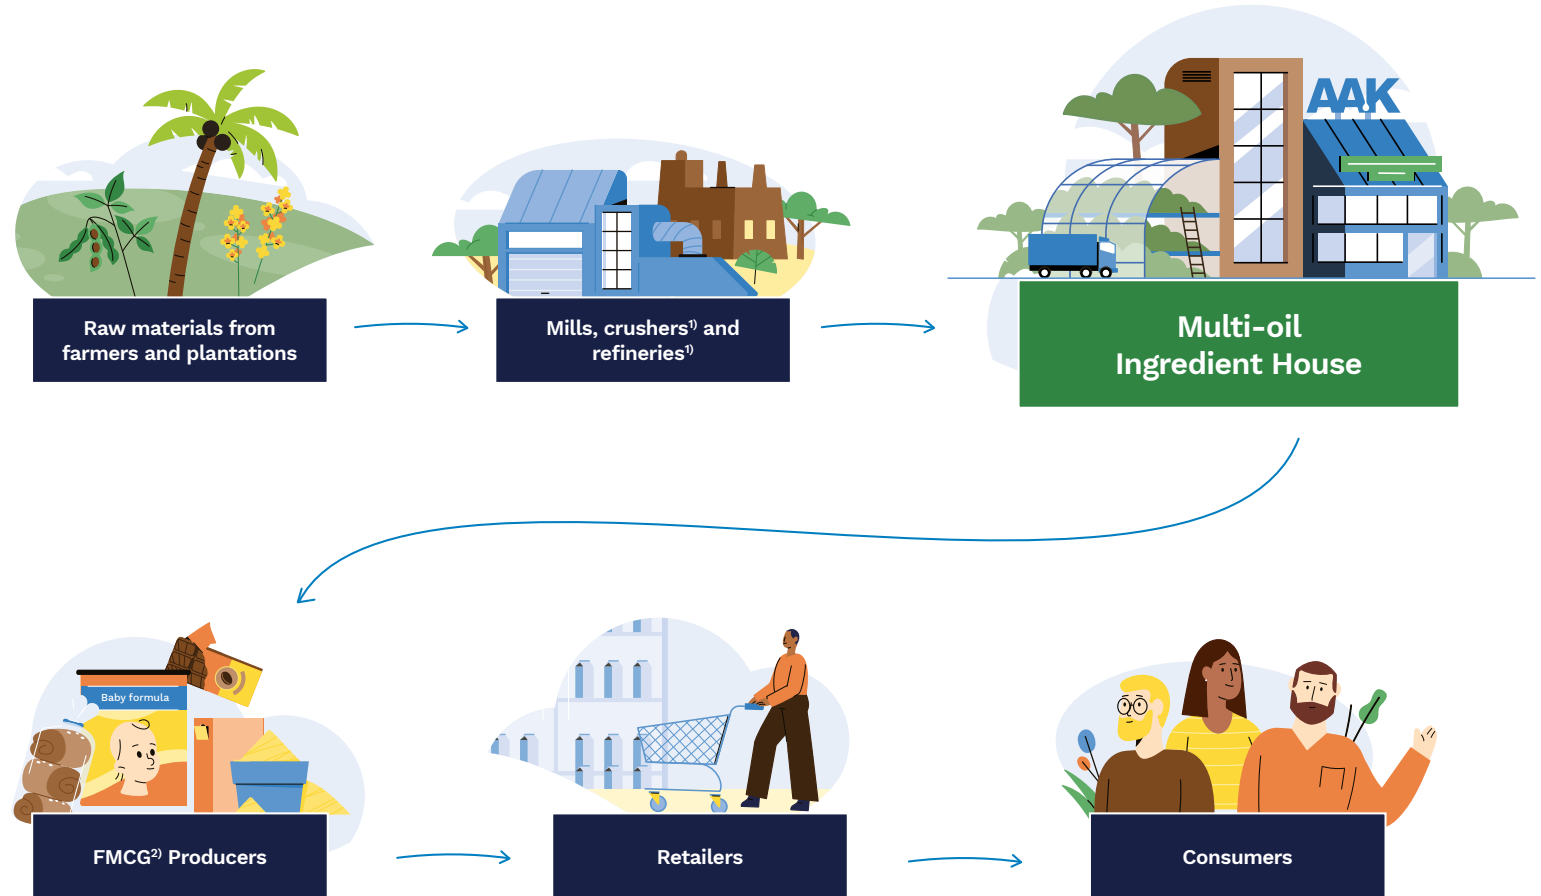 AAK
Raw materials from
farmers and plantations
Mills, crushers¹⁾ and
refineries¹⁾
Multi-oil
Ingredient House
Baby formula
FMCG²⁾ Producers
Retailers
Consumers